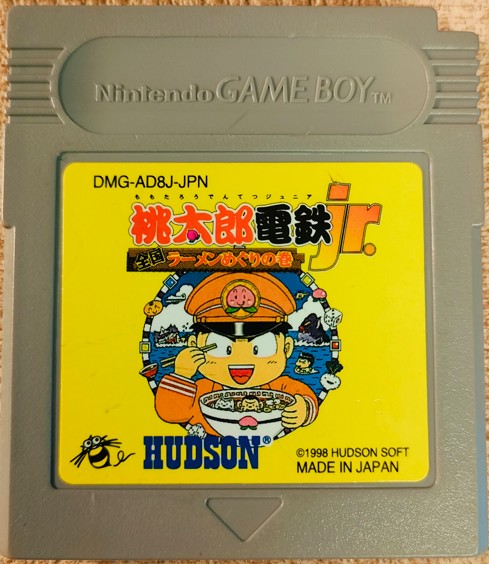 Nintendo GAME BOY TM
DMG-AD8J-JPN
ももたろうでんてつジュニア
桃太郎電鉄jr.
全国ラーメンめぐりの巻
HUDSON®
©1998 HUDSON SOFT
MADE IN JAPAN